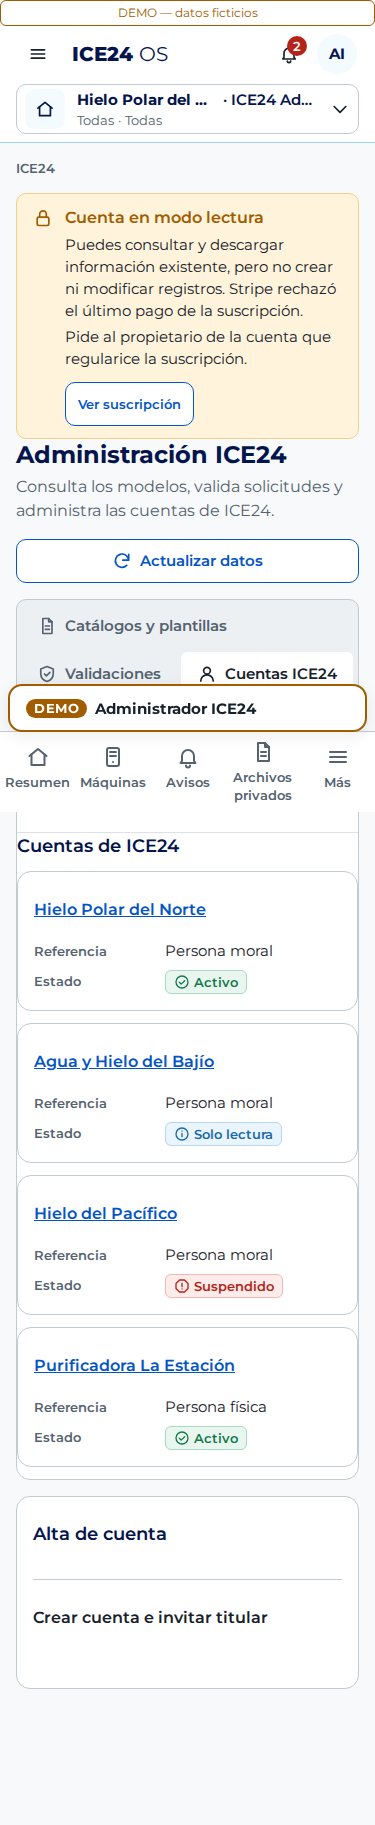 DEMO — datos ficticios
ICE24 OS
2
AI
Hielo Polar del ... · ICE24 Ad...
Todas · Todas
ICE24
Cuenta en modo lectura
Puedes consultar y descargar
información existente, pero no crear
ni modificar registros. Stripe rechazó
el último pago de la suscripción.
Pide al propietario de la cuenta que
regularice la suscripción.
Ver suscripción
Administración ICE24
Consulta los modelos, valida solicitudes y
administra las cuentas de ICE24.
Actualizar datos
Catálogos y plantillas
Validaciones
Cuentas ICE24
DEMO Administrador ICE24
Resumen
Máquinas
Avisos
Archivos
privados
Más
Cuentas de ICE24
Hielo Polar del Norte
Referencia Persona moral
Estado Activo
Agua y Hielo del Bajío
Referencia Persona moral
Estado Solo lectura
Hielo del Pacífico
Referencia Persona moral
Estado Suspendido
Purificadora La Estación
Referencia Persona física
Estado Activo
Alta de cuenta
Crear cuenta e invitar titular